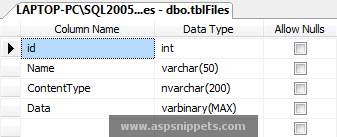 LAPTOP-PC\SQL2005...es - dbo.tblFiles
Column Name Data Type Allow Nulls
id int
Name varchar(50)
ContentType nvarchar(200)
Data varbinary(MAX)
www.aspsnippets.com